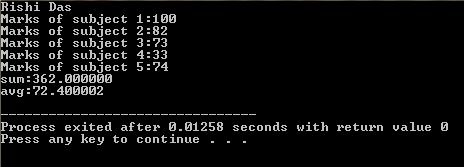 Rishi Das
Marks of subject 1:100
Marks of subject 2:82
Marks of subject 3:73
Marks of subject 4:33
Marks of subject 5:74
sum:362.000000
avg:72.400002
--------------------------------
Process exited after 0.01258 seconds with return value 0
Press any key to continue . . .